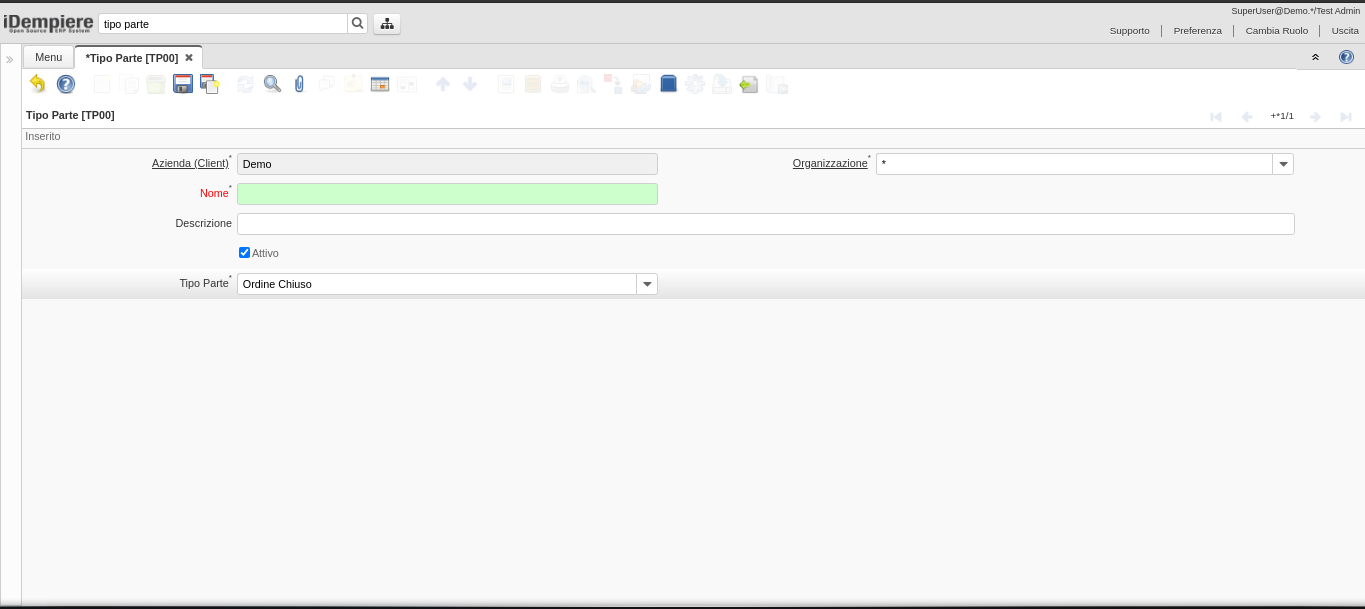 SuperUser@Demo.*/Test Admin
iDempiere
Open Source ERP System
tipo parte
Supporto
Preferenza
Cambia Ruolo
Uscita
»
Menu
*Tipo Parte [TP00]
Tipo Parte [TP00]
+*1/1
Inserito
Azienda (Client)*
Demo
Organizzazione*
*
Nome*
Descrizione
Attivo
Tipo Parte*
Ordine Chiuso